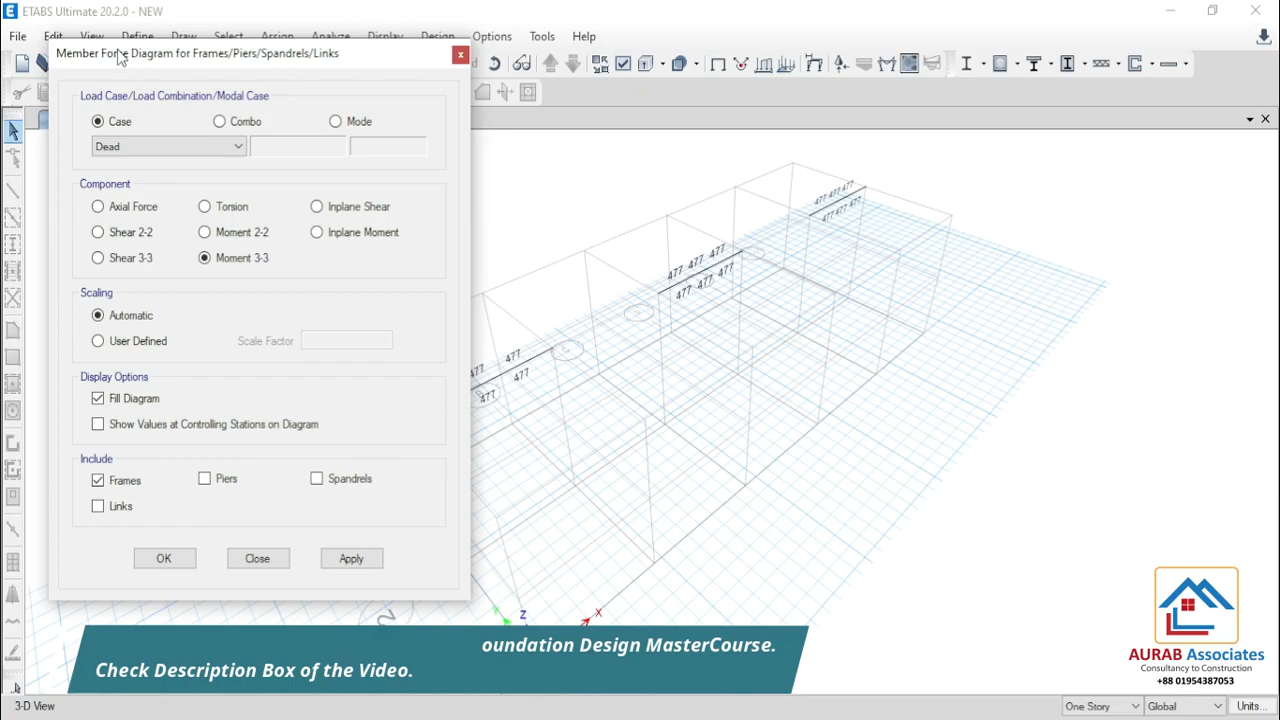 ETABS Ultimate 20.2.0 - NEW
File Edit View Define Draw Select Assign Analyze Display Design Options Tools Help
Member Force Diagram for Frames/Piers/Spandrels/Links
x
Load Case/Load Combination/Modal Case
Case Combo Mode
Dead
Component
Axial Force Torsion Inplane Shear
Shear 2-2 Moment 2-2 Inplane Moment
Shear 3-3 Moment 3-3
Scaling
Automatic
User Defined Scale Factor
Display Options
Fill Diagram
Show Values at Controlling Stations on Diagram
Include
Frames Piers Spandrels
Links
OK Close Apply
477 477 477
477 477 477
477 477 477
477 477 477
477 477
477 477
Y Z X
N
oundation Design MasterCourse.
Check Description Box of the Video.
AURAB Associates
Consultancy to Construction
+88 01954387053
3-D View One Story Global Units...